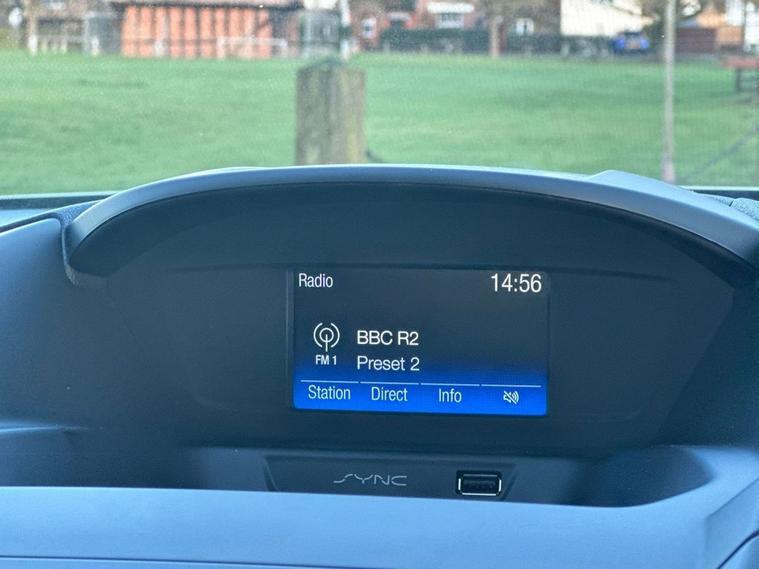 Radio 14:56
BBC R2
FM 1 Preset 2
Station Direct Info
SYNC